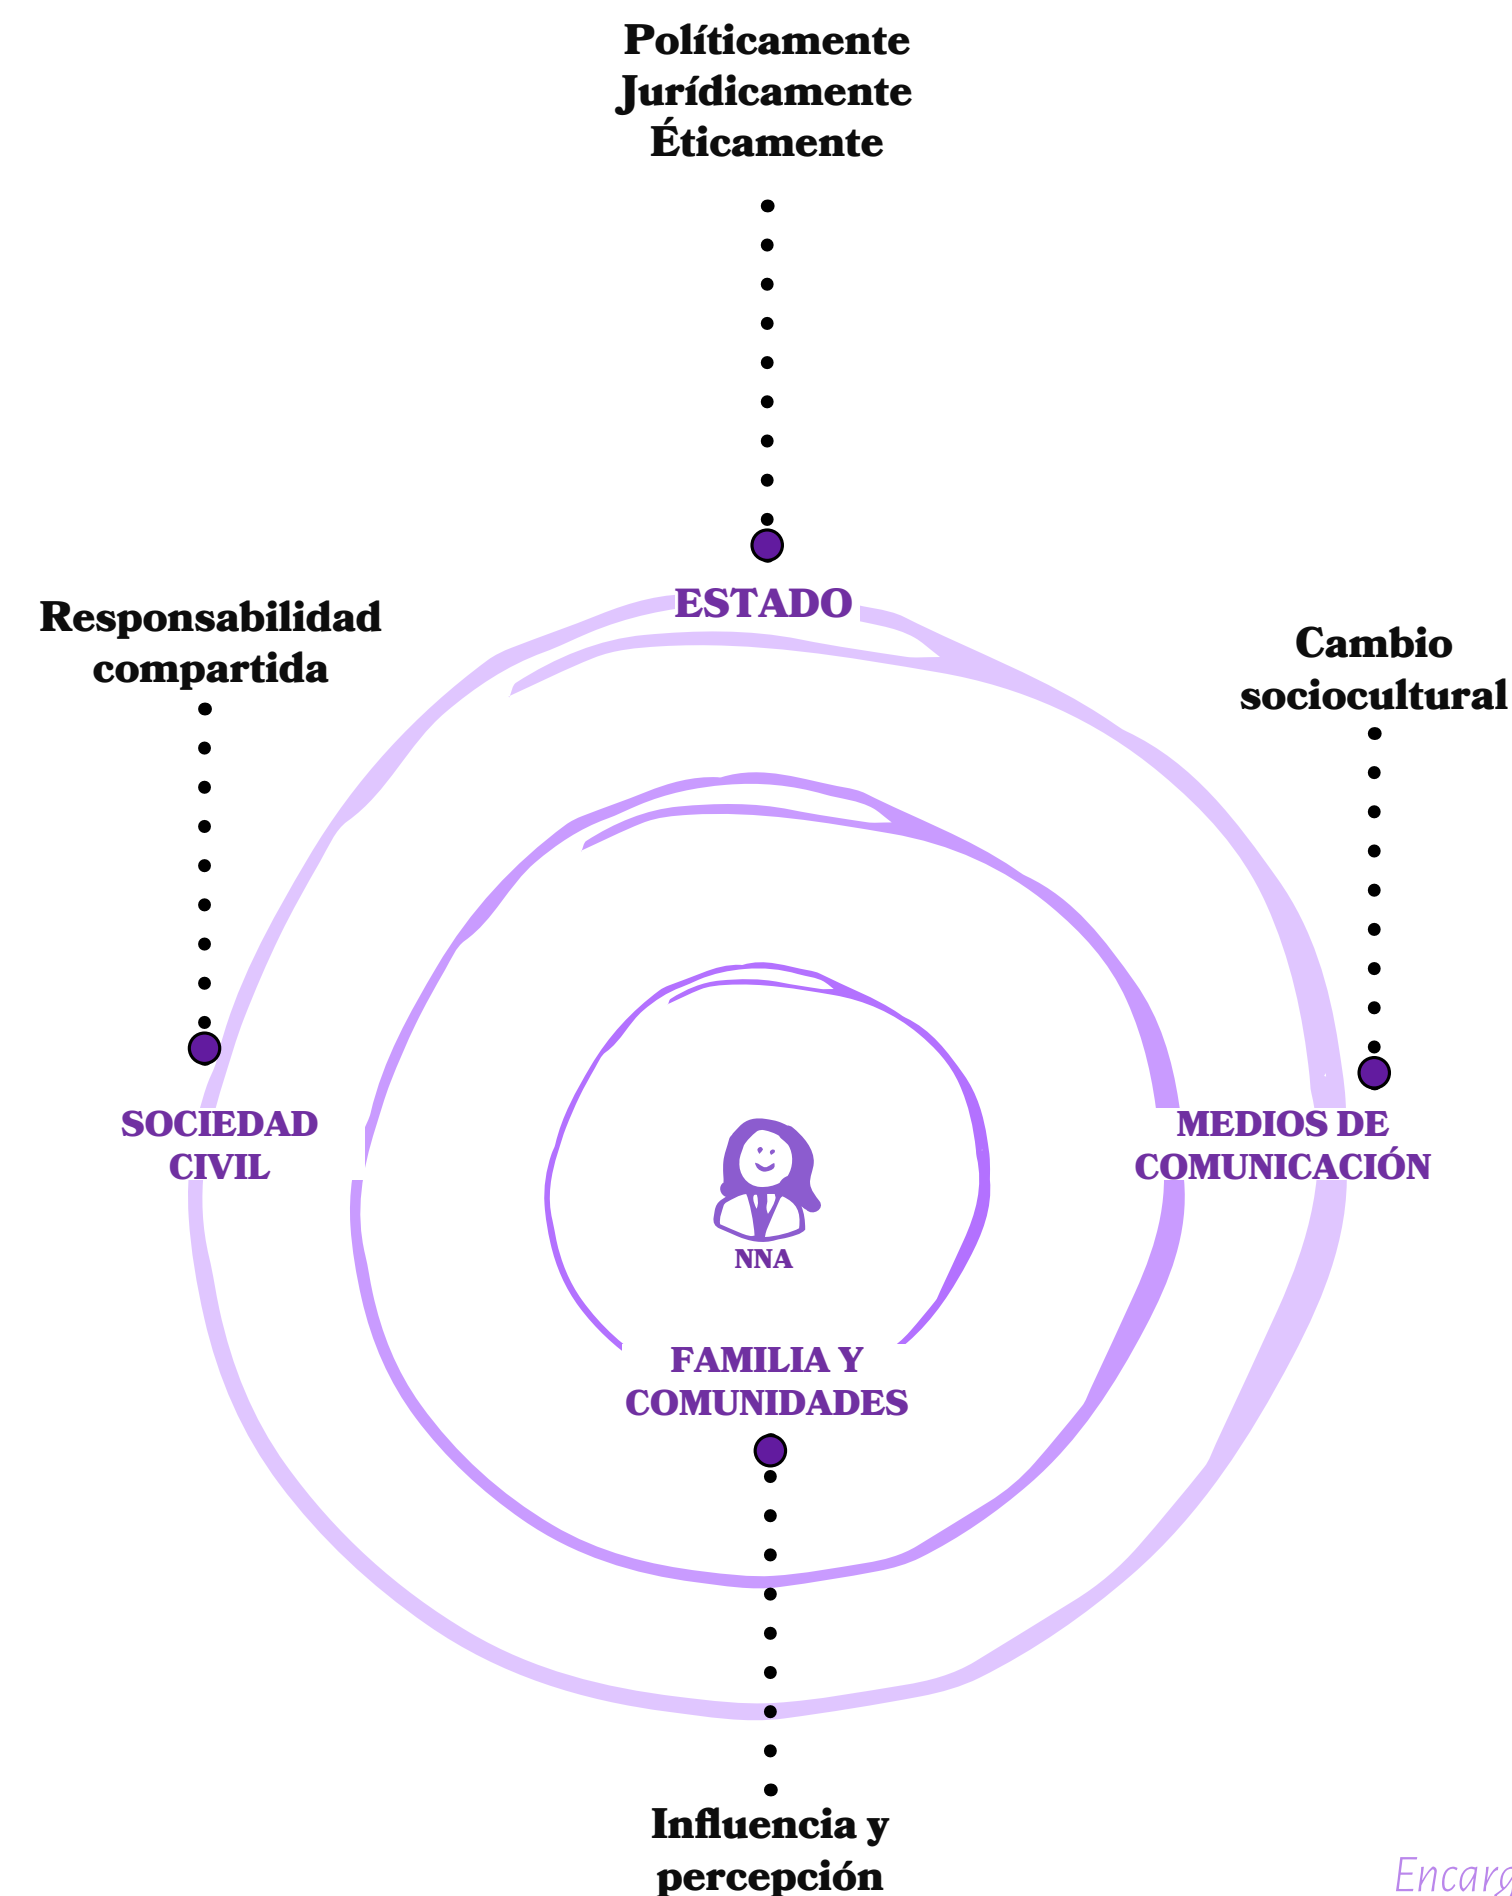 Políticamente
Jurídicamente
Éticamente
ESTADO
Responsabilidad
compartida
Cambio
sociocultural
SOCIEDAD
CIVIL
MEDIOS DE
COMUNICACIÓN
NNA
FAMILIA Y
COMUNIDADES
Influencia y
percepción